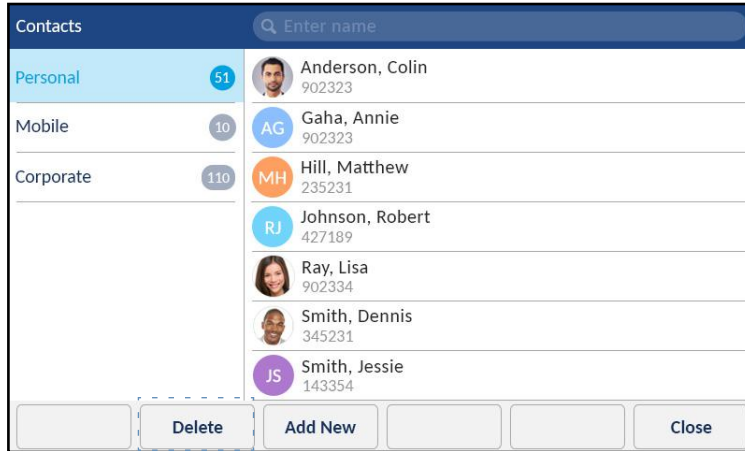 Contacts
Enter name
Personal 51
Mobile 10
Corporate 110
Anderson, Colin
902323
AG
Gaha, Annie
902323
MH
Hill, Matthew
235231
RJ
Johnson, Robert
427189
Ray, Lisa
902334
Smith, Dennis
345231
JS
Smith, Jessie
143354
Delete
Add New
Close